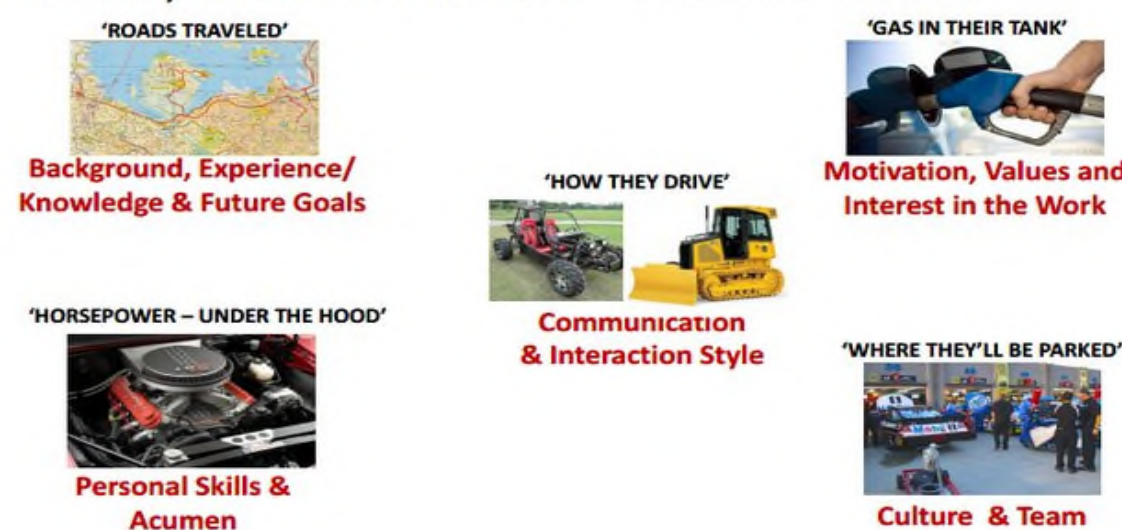 'ROADS TRAVELED'
Background, Experience/
Knowledge & Future Goals
'GAS IN THEIR TANK'
Motivation, Values and
Interest in the Work
'HOW THEY DRIVE'
Communication
& Interaction Style
'HORSEPOWER – UNDER THE HOOD'
Personal Skills &
Acumen
'WHERE THEY'LL BE PARKED'
Culture & Team